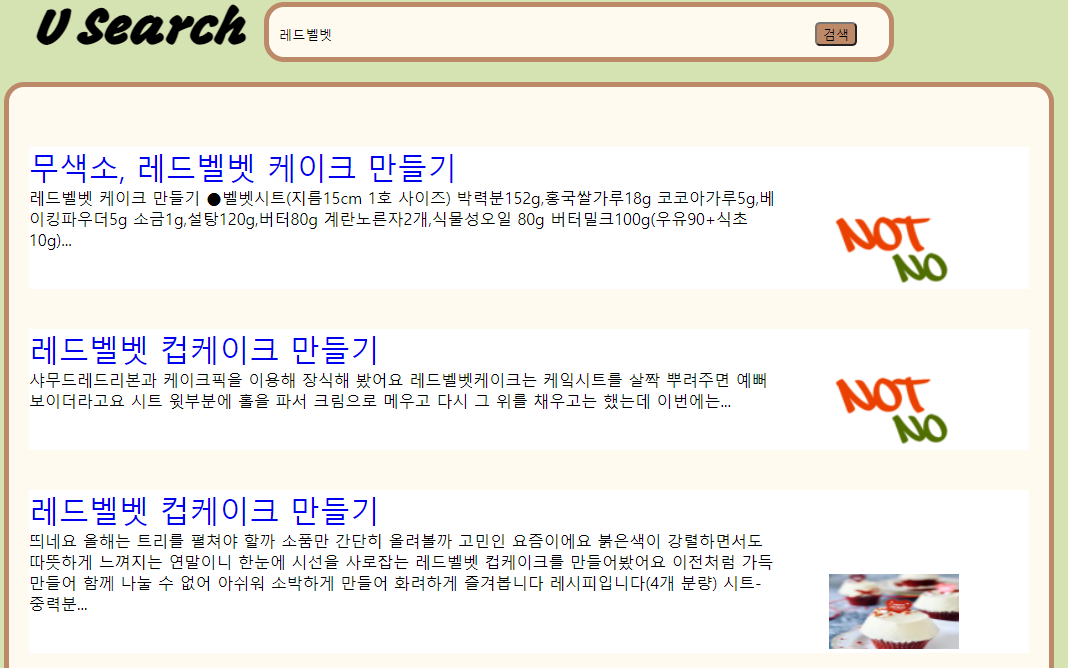 V Search
레드벨벳
검색
무색소, 레드벨벳 케이크 만들기
레드벨벳 케이크 만들기 ●벨벳시트(지름15cm 1호 사이즈) 박력분152g,홍국쌀가루18g 코코아가루5g,베
이킹파우더5g 소금1g,설탕120g,버터80g 계란노른자2개,식물성오일 80g 버터밀크100g(우유90+식초
10g)...
NOT
NO
레드벨벳 컵케이크 만들기
샤무드레드리본과 케이크픽을 이용해 장식해 봤어요 레드벨벳케이크는 케잌시트를 살짝 뿌려주면 예뻐
보이더라고요 시트 윗부분에 홀을 파서 크림으로 메우고 다시 그 위를 채우고는 했는데 이번에는...
NOT
NO
레드벨벳 컵케이크 만들기
띄네요 올해는 트리를 펼쳐야 할까 소품만 간단히 올려볼까 고민인 요즘이에요 붉은색이 강렬하면서도
따뜻하게 느껴지는 연말이니 한눈에 시선을 사로잡는 레드벨벳 컵케이크를 만들어봤어요 이전처럼 가득
만들어 함께 나눌 수 없어 아쉬워 소박하게 만들어 화려하게 즐겨봅니다 레시피입니다(4개 분량) 시트-
중력분...